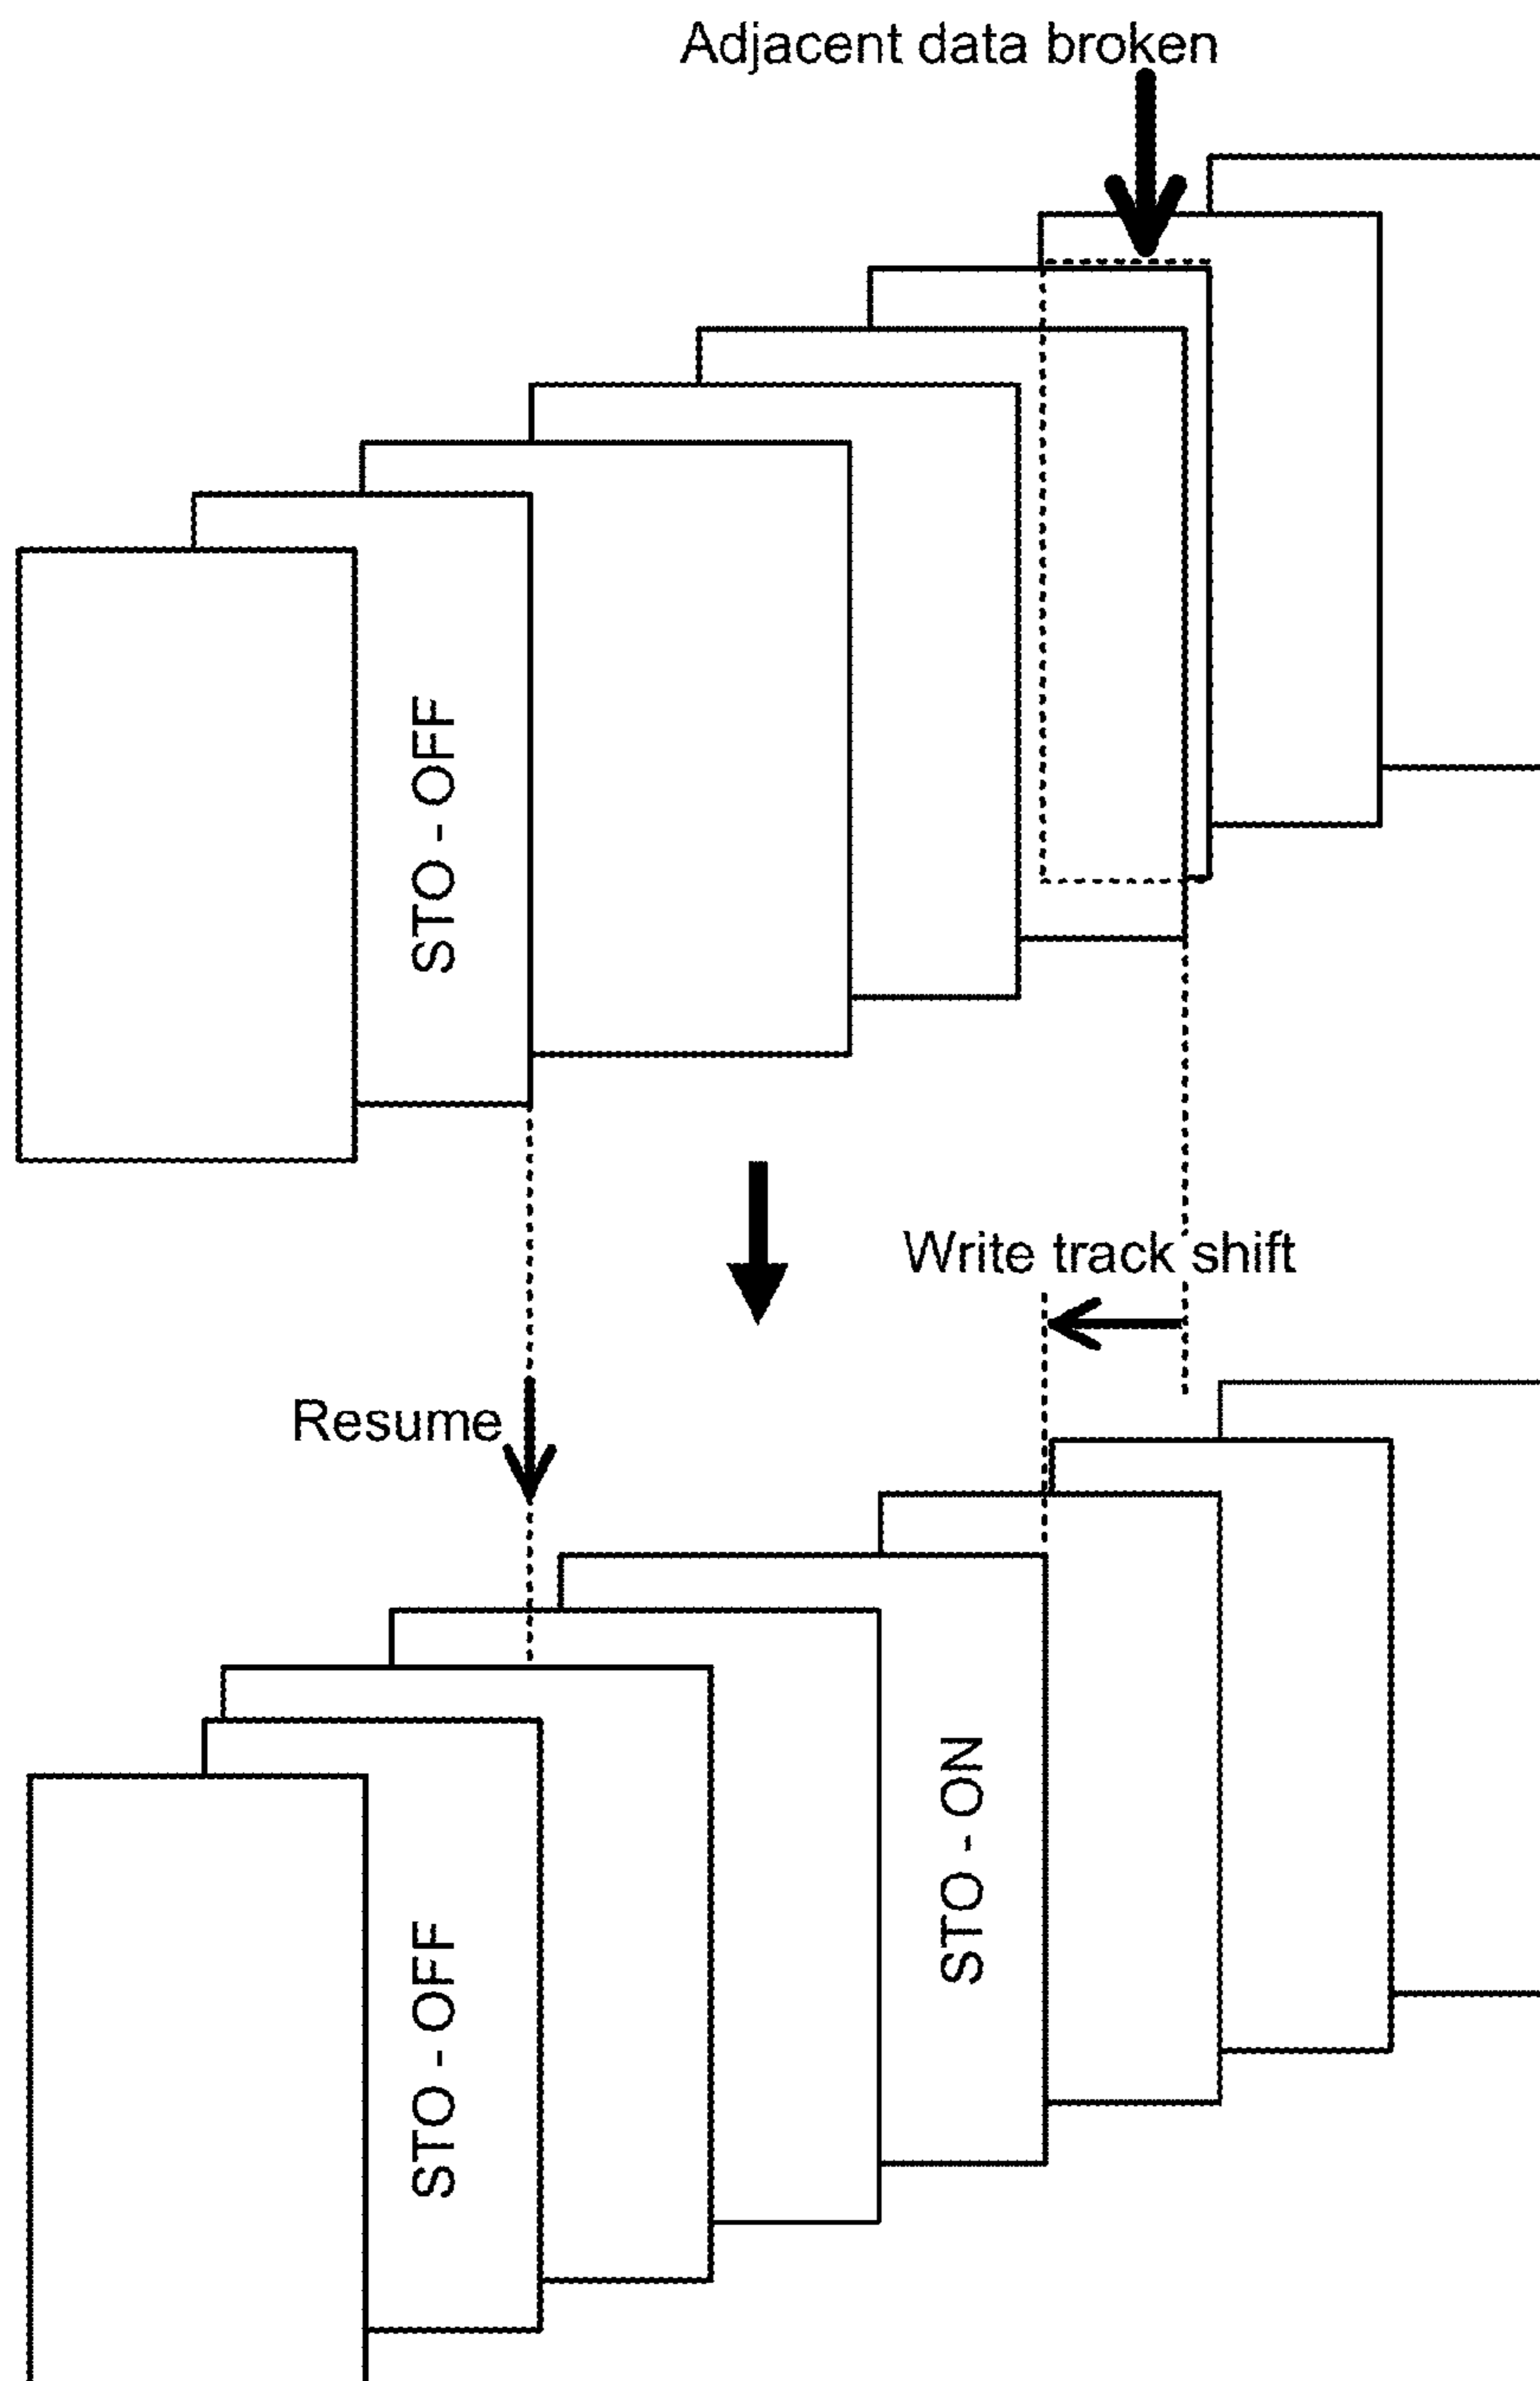 Adjacent data broken
STO - OFF
Write track shift
Resume
STO - ON
STO - OFF